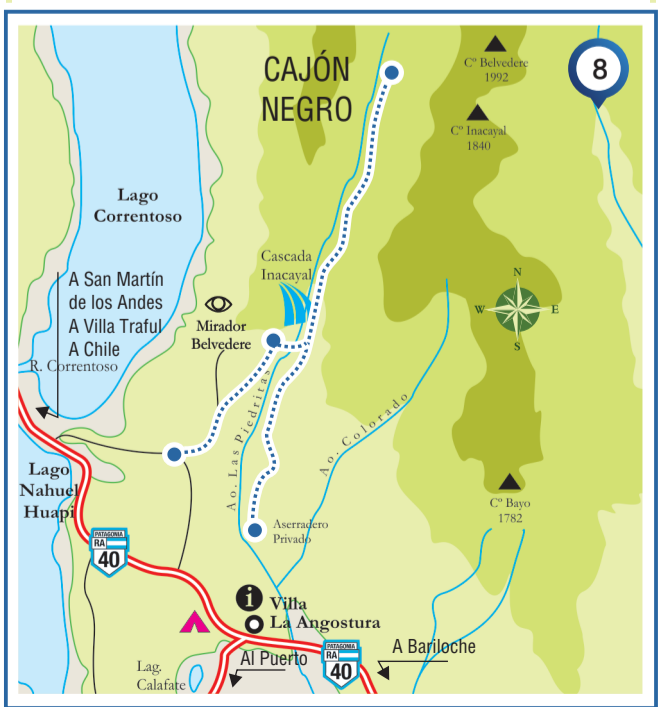 CAJÓN
NEGRO
Cº Belvedere
1992
8
Cº Inacayal
1840
Lago
Correntoso
Cascada
Inacayal
A San Martín
de los Andes
A Villa Traful
A Chile
R. Correntoso
Mirador
Belvedere
N
W
E
S
Ao. Las Piedritas
Ao. Colorado
Lago
Nahuel
Huapi
Cº Bayo
1782
Aserradero
Privado
PATAGONIA
RA
40
i
Villa
La Angostura
Al Puerto
PATAGONIA
RA
40
A Bariloche
Lag.
Calafate